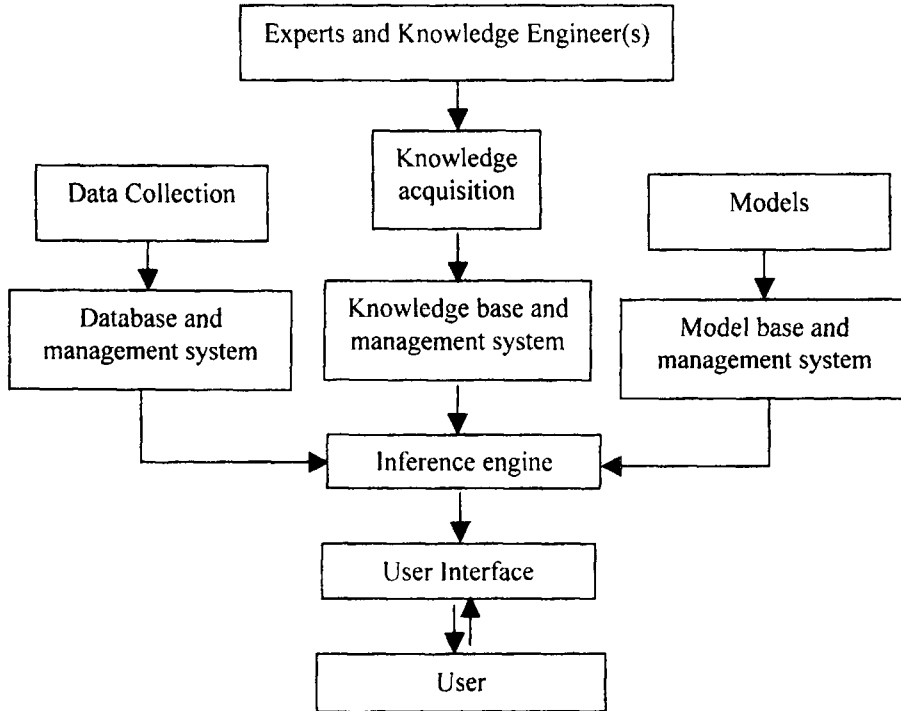 Experts and Knowledge Engineer(s)
Knowledge
acquisition
Data Collection
Models
Database and
management system
Knowledge base and
management system
Model base and
management system
Inference engine
User Interface
User